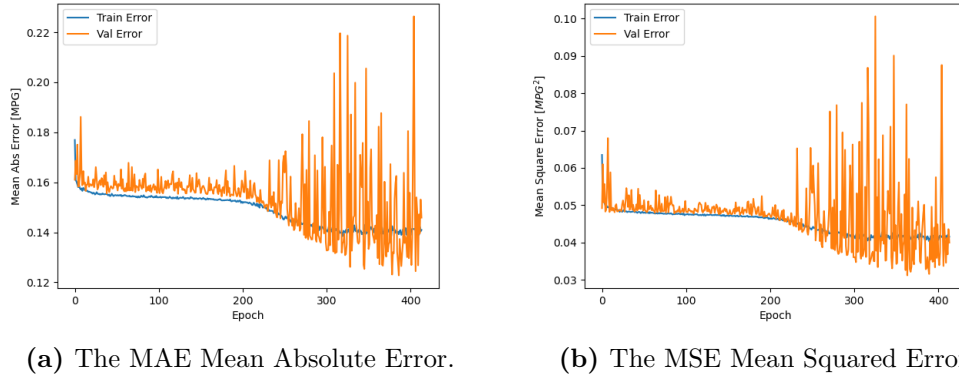 Train Error
Val Error
Mean Abs Error [MPG]
0.22
0.20
0.18
0.16
0.14
0.12
0 100 200 300 400
Epoch
Train Error
Val Error
Mean Square Error [MPG²]
0.10
0.09
0.08
0.07
0.06
0.05
0.04
0.03
0 100 200 300 400
Epoch
(a) The MAE Mean Absolute Error.
(b) The MSE Mean Squared Erro